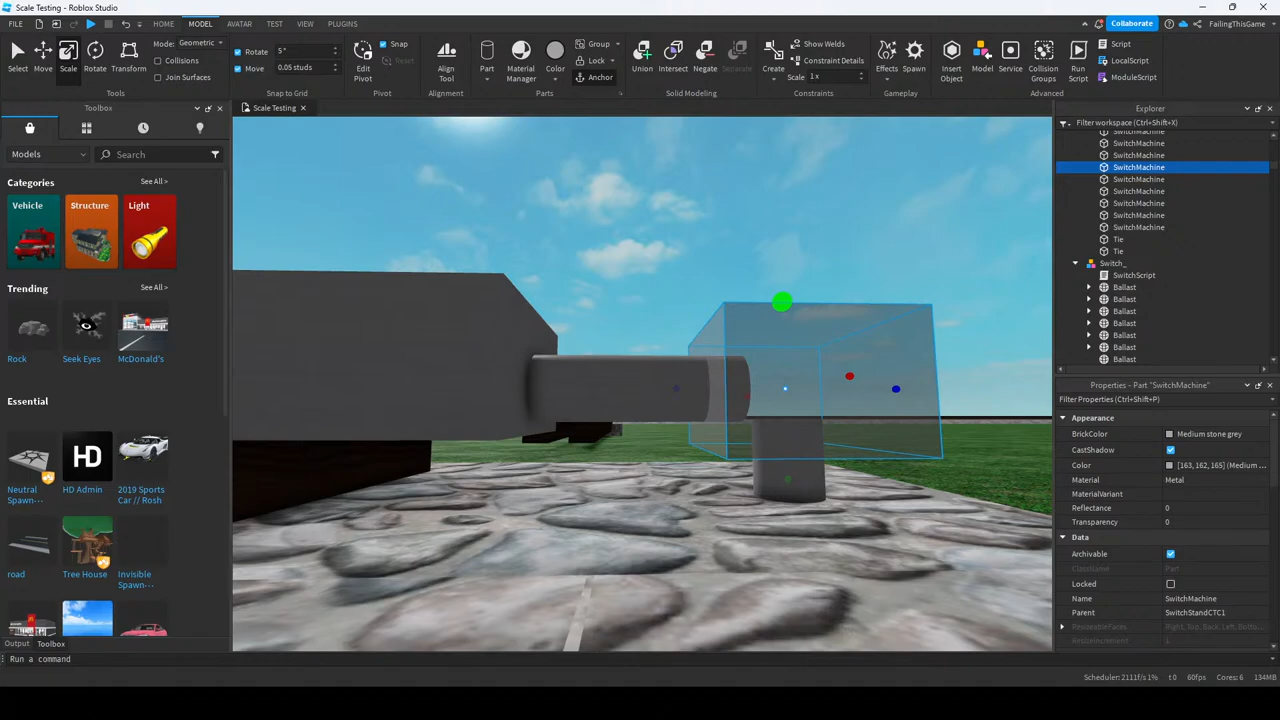 Scale Testing - Roblox Studio
FILE HOME MODEL AVATAR TEST VIEW PLUGINS Collaborate FailingThisGame
Select Move Scale Rotate Transform
Mode: Geometric
Collisions
Join Surfaces
Tools
Rotate 5 °
Move 0.05 studs
Snap to Grid
Edit Pivot
Snap
Reset
Pivot
Align Tool
Alignment
Part Material Manager Color
Group
Lock
Anchor
Parts
Union Intersect Negate Separate
Solid Modeling
Create
Show Welds
Constraint Details
Scale 1 x
Constraints
Effects Spawn
Gameplay
Insert Object Model Service Collision Groups Run Script
Script
LocalScript
ModuleScript
Advanced
Toolbox
Models Search
Categories See All >
Vehicle Structure Light
Trending See All >
Rock Seek Eyes McDonald's
Essential
Neutral Spawn··· HD Admin 2019 Sports Car // Rosh
road Tree House Invisible Spawn···
Output Toolbox
Run a command
Scale Testing
Explorer
Filter workspace (Ctrl+Shift+X)
SwitchMachine
SwitchMachine
SwitchMachine
SwitchMachine
SwitchMachine
SwitchMachine
SwitchMachine
SwitchMachine
SwitchMachine
Tie
Tie
Switch_
SwitchScript
Ballast
Ballast
Ballast
Ballast
Ballast
Ballast
Ballast
Properties - Part "SwitchMachine"
Filter Properties (Ctrl+Shift+P)
Appearance
BrickColor Medium stone grey
CastShadow
Color [163, 162, 165] (Medium ...
Material Metal
MaterialVariant
Reflectance 0
Transparency 0
Data
Archivable
ClassName Part
Locked
Name SwitchMachine
Parent SwitchStandCTC1
ResizeableFaces Right, Top, Back, Left, Botto...
ResizeIncrement 1
Scheduler: 2111f/s 1% t 0 60fps Cores: 6 134MB